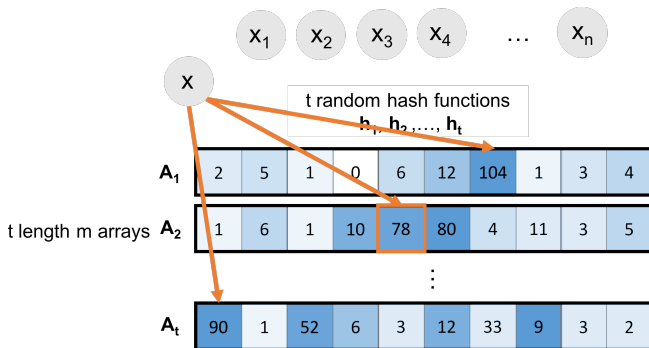 x₁ x₂ x₃ x₄ … xₙ
x
t random hash functions
h₁, h₂ ,…, hₜ
A₁ 2 5 1 0 6 12 104 1 3 4
t length m arrays A₂ 1 6 1 10 78 80 4 11 3 5
⋮
Aₜ 90 1 52 6 3 12 33 9 3 2